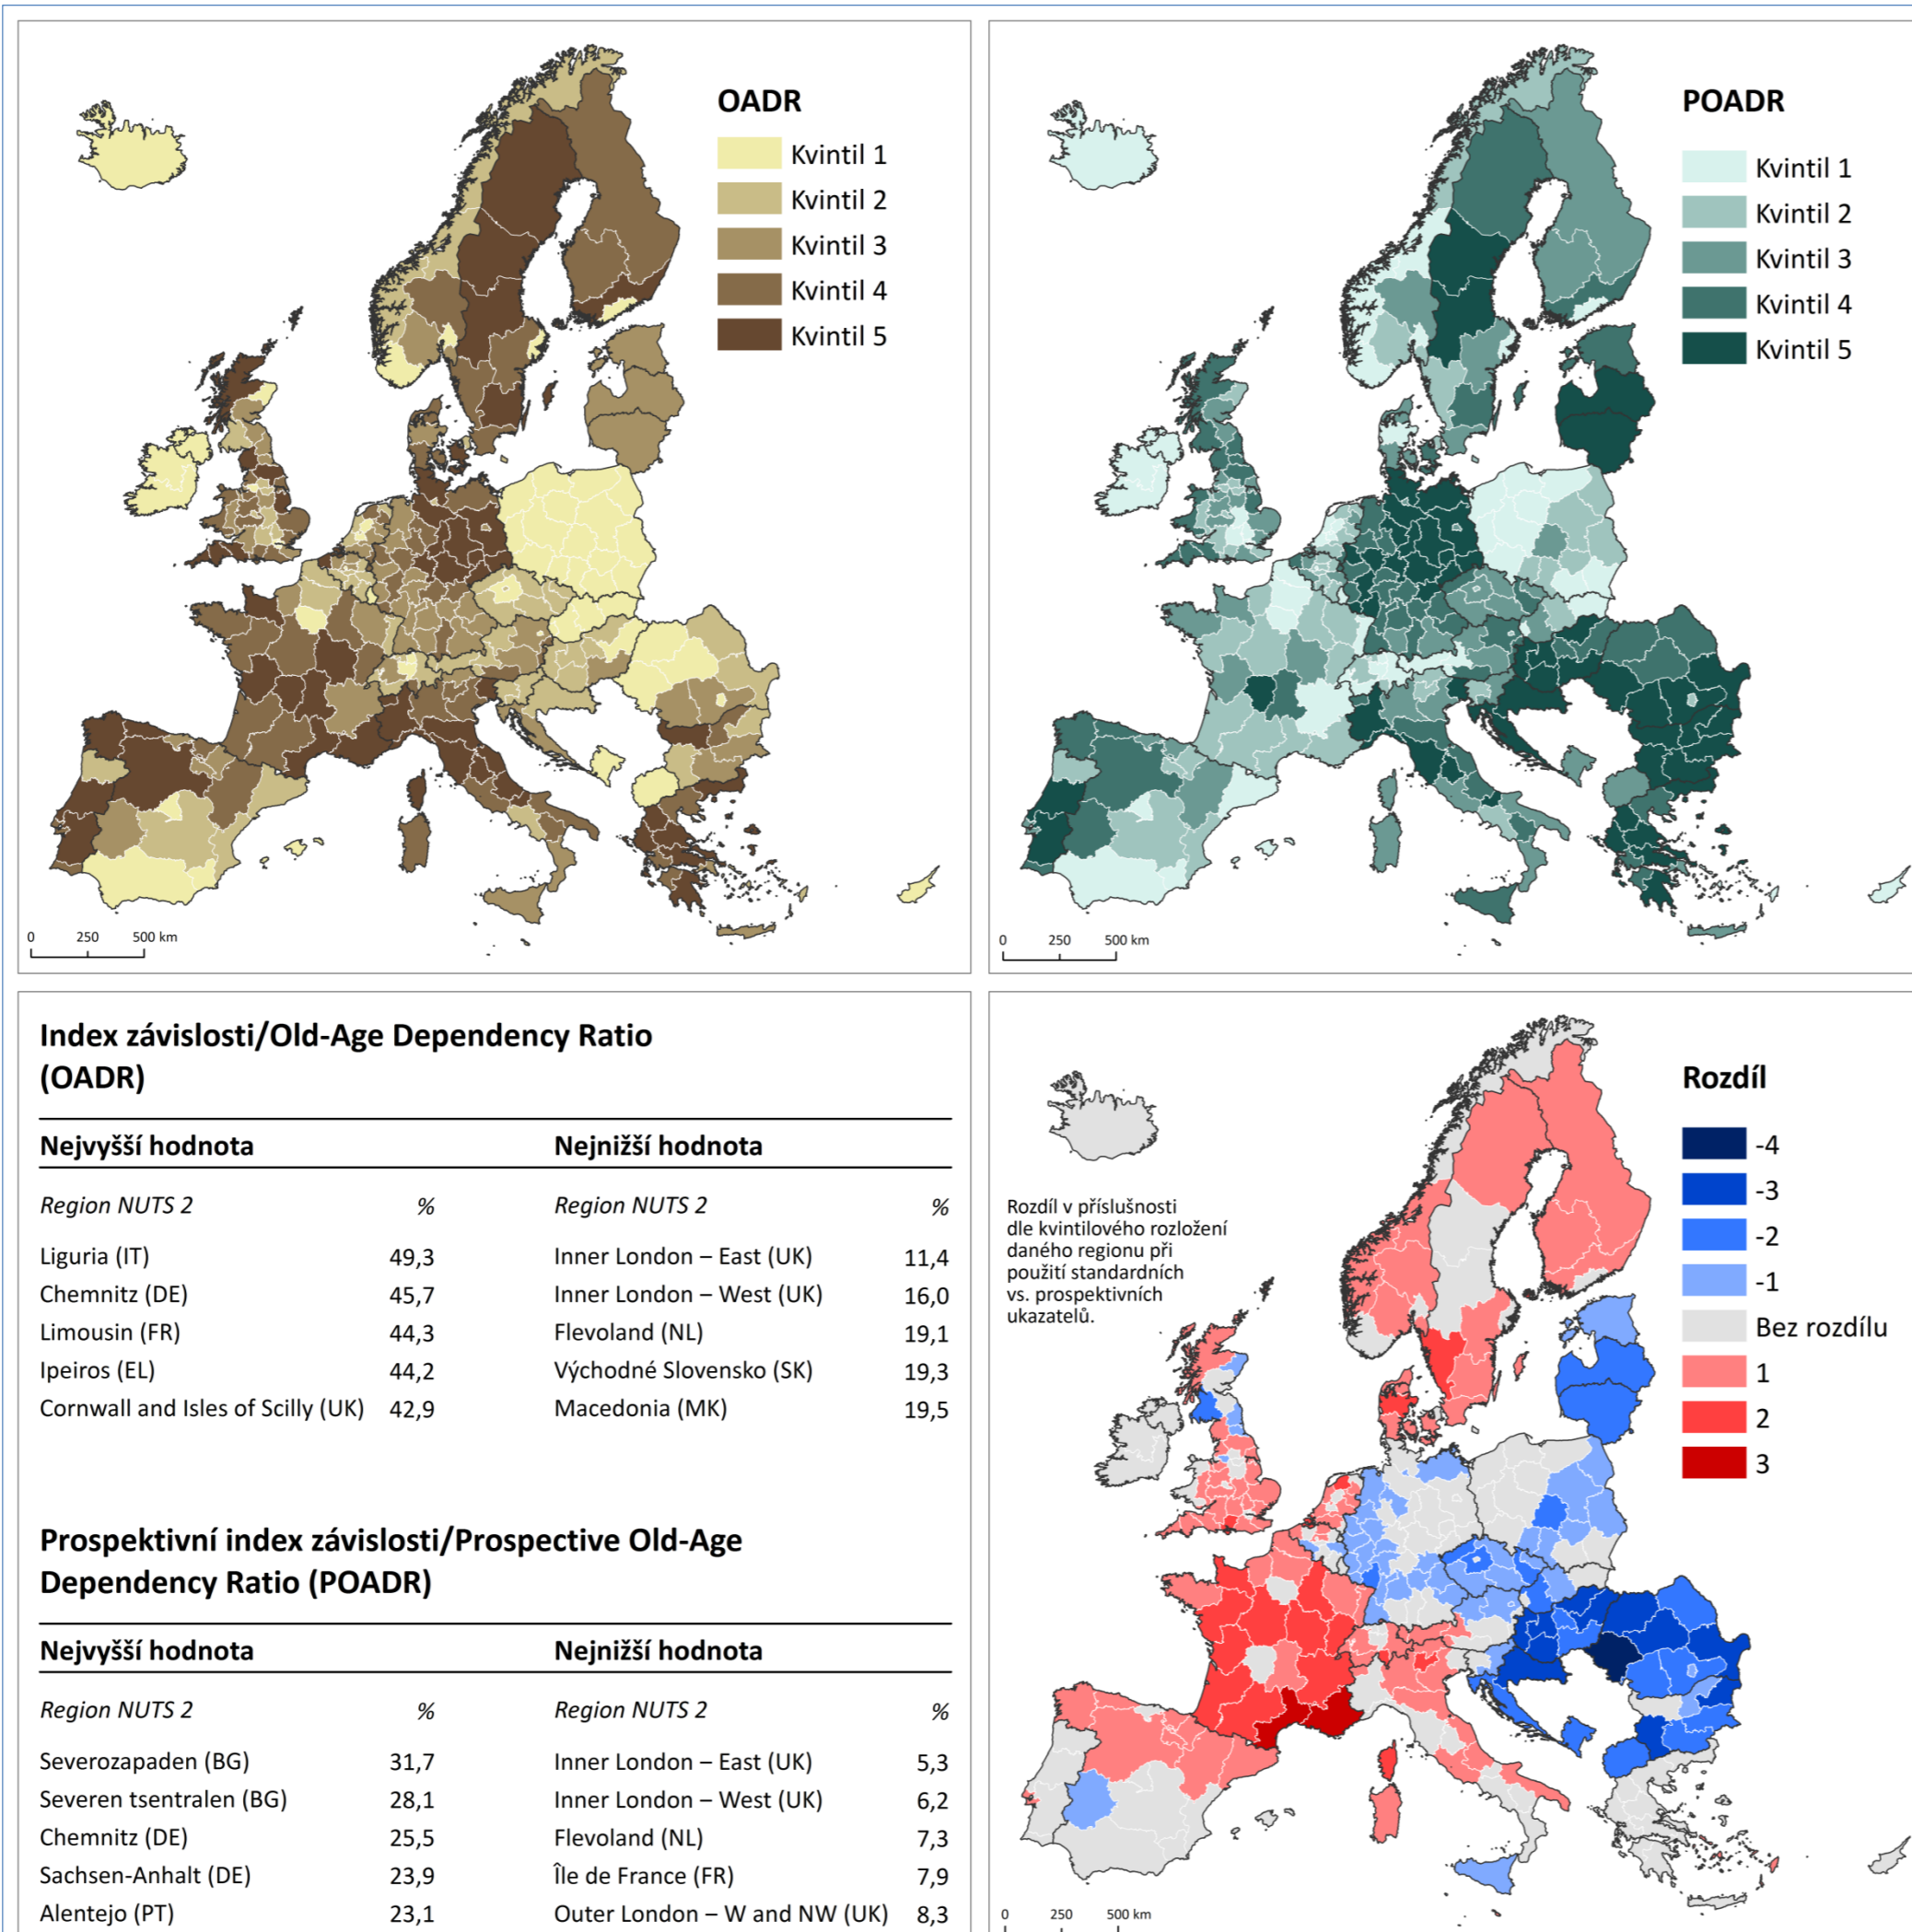 OADR
Kvintil 1
Kvintil 2
Kvintil 3
Kvintil 4
Kvintil 5
0 250 500 km
POADR
Kvintil 1
Kvintil 2
Kvintil 3
Kvintil 4
Kvintil 5
0 250 500 km
Index závislosti/Old-Age Dependency Ratio
(OADR)
Nejvyšší hodnota Nejnižší hodnota
Region NUTS 2 % Region NUTS 2 %
Liguria (IT) 49,3 Inner London – East (UK) 11,4
Chemnitz (DE) 45,7 Inner London – West (UK) 16,0
Limousin (FR) 44,3 Flevoland (NL) 19,1
Ipeiros (EL) 44,2 Východné Slovensko (SK) 19,3
Cornwall and Isles of Scilly (UK) 42,9 Macedonia (MK) 19,5
Prospektivní index závislosti/Prospective Old-Age
Dependency Ratio (POADR)
Nejvyšší hodnota Nejnižší hodnota
Region NUTS 2 % Region NUTS 2 %
Severozapaden (BG) 31,7 Inner London – East (UK) 5,3
Severen tsentralen (BG) 28,1 Inner London – West (UK) 6,2
Chemnitz (DE) 25,5 Flevoland (NL) 7,3
Sachsen-Anhalt (DE) 23,9 Île de France (FR) 7,9
Alentejo (PT) 23,1 Outer London – W and NW (UK) 8,3
Rozdíl
-4
-3
-2
-1
Bez rozdílu
1
2
3
Rozdíl v příslušnosti
dle kvintilového rozložení
daného regionu při
použití standardních
vs. prospektivních
ukazatelů.
0 250 500 km